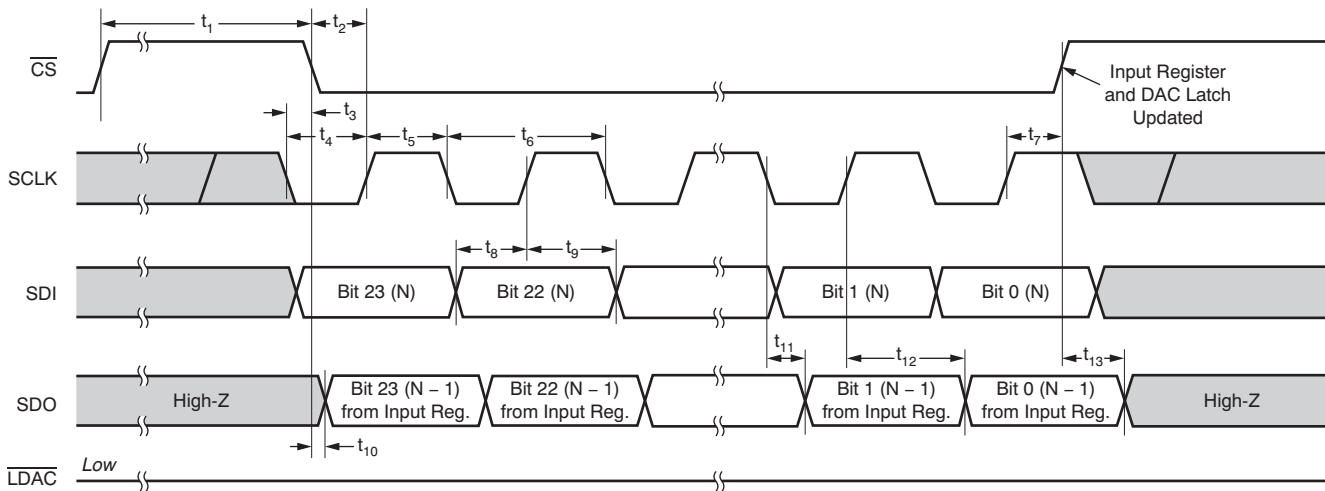 t1
t2
CS
Input Register
and DAC Latch
Updated
t3
t4
t5
t6
t7
SCLK
t8
t9
SDI
Bit 23 (N)
Bit 22 (N)
Bit 1 (N)
Bit 0 (N)
t11
t12
t13
SDO
High-Z
Bit 23 (N – 1)
from Input Reg.
Bit 22 (N – 1)
from Input Reg.
Bit 1 (N – 1)
from Input Reg.
Bit 0 (N – 1)
from Input Reg.
High-Z
t10
LDAC
Low